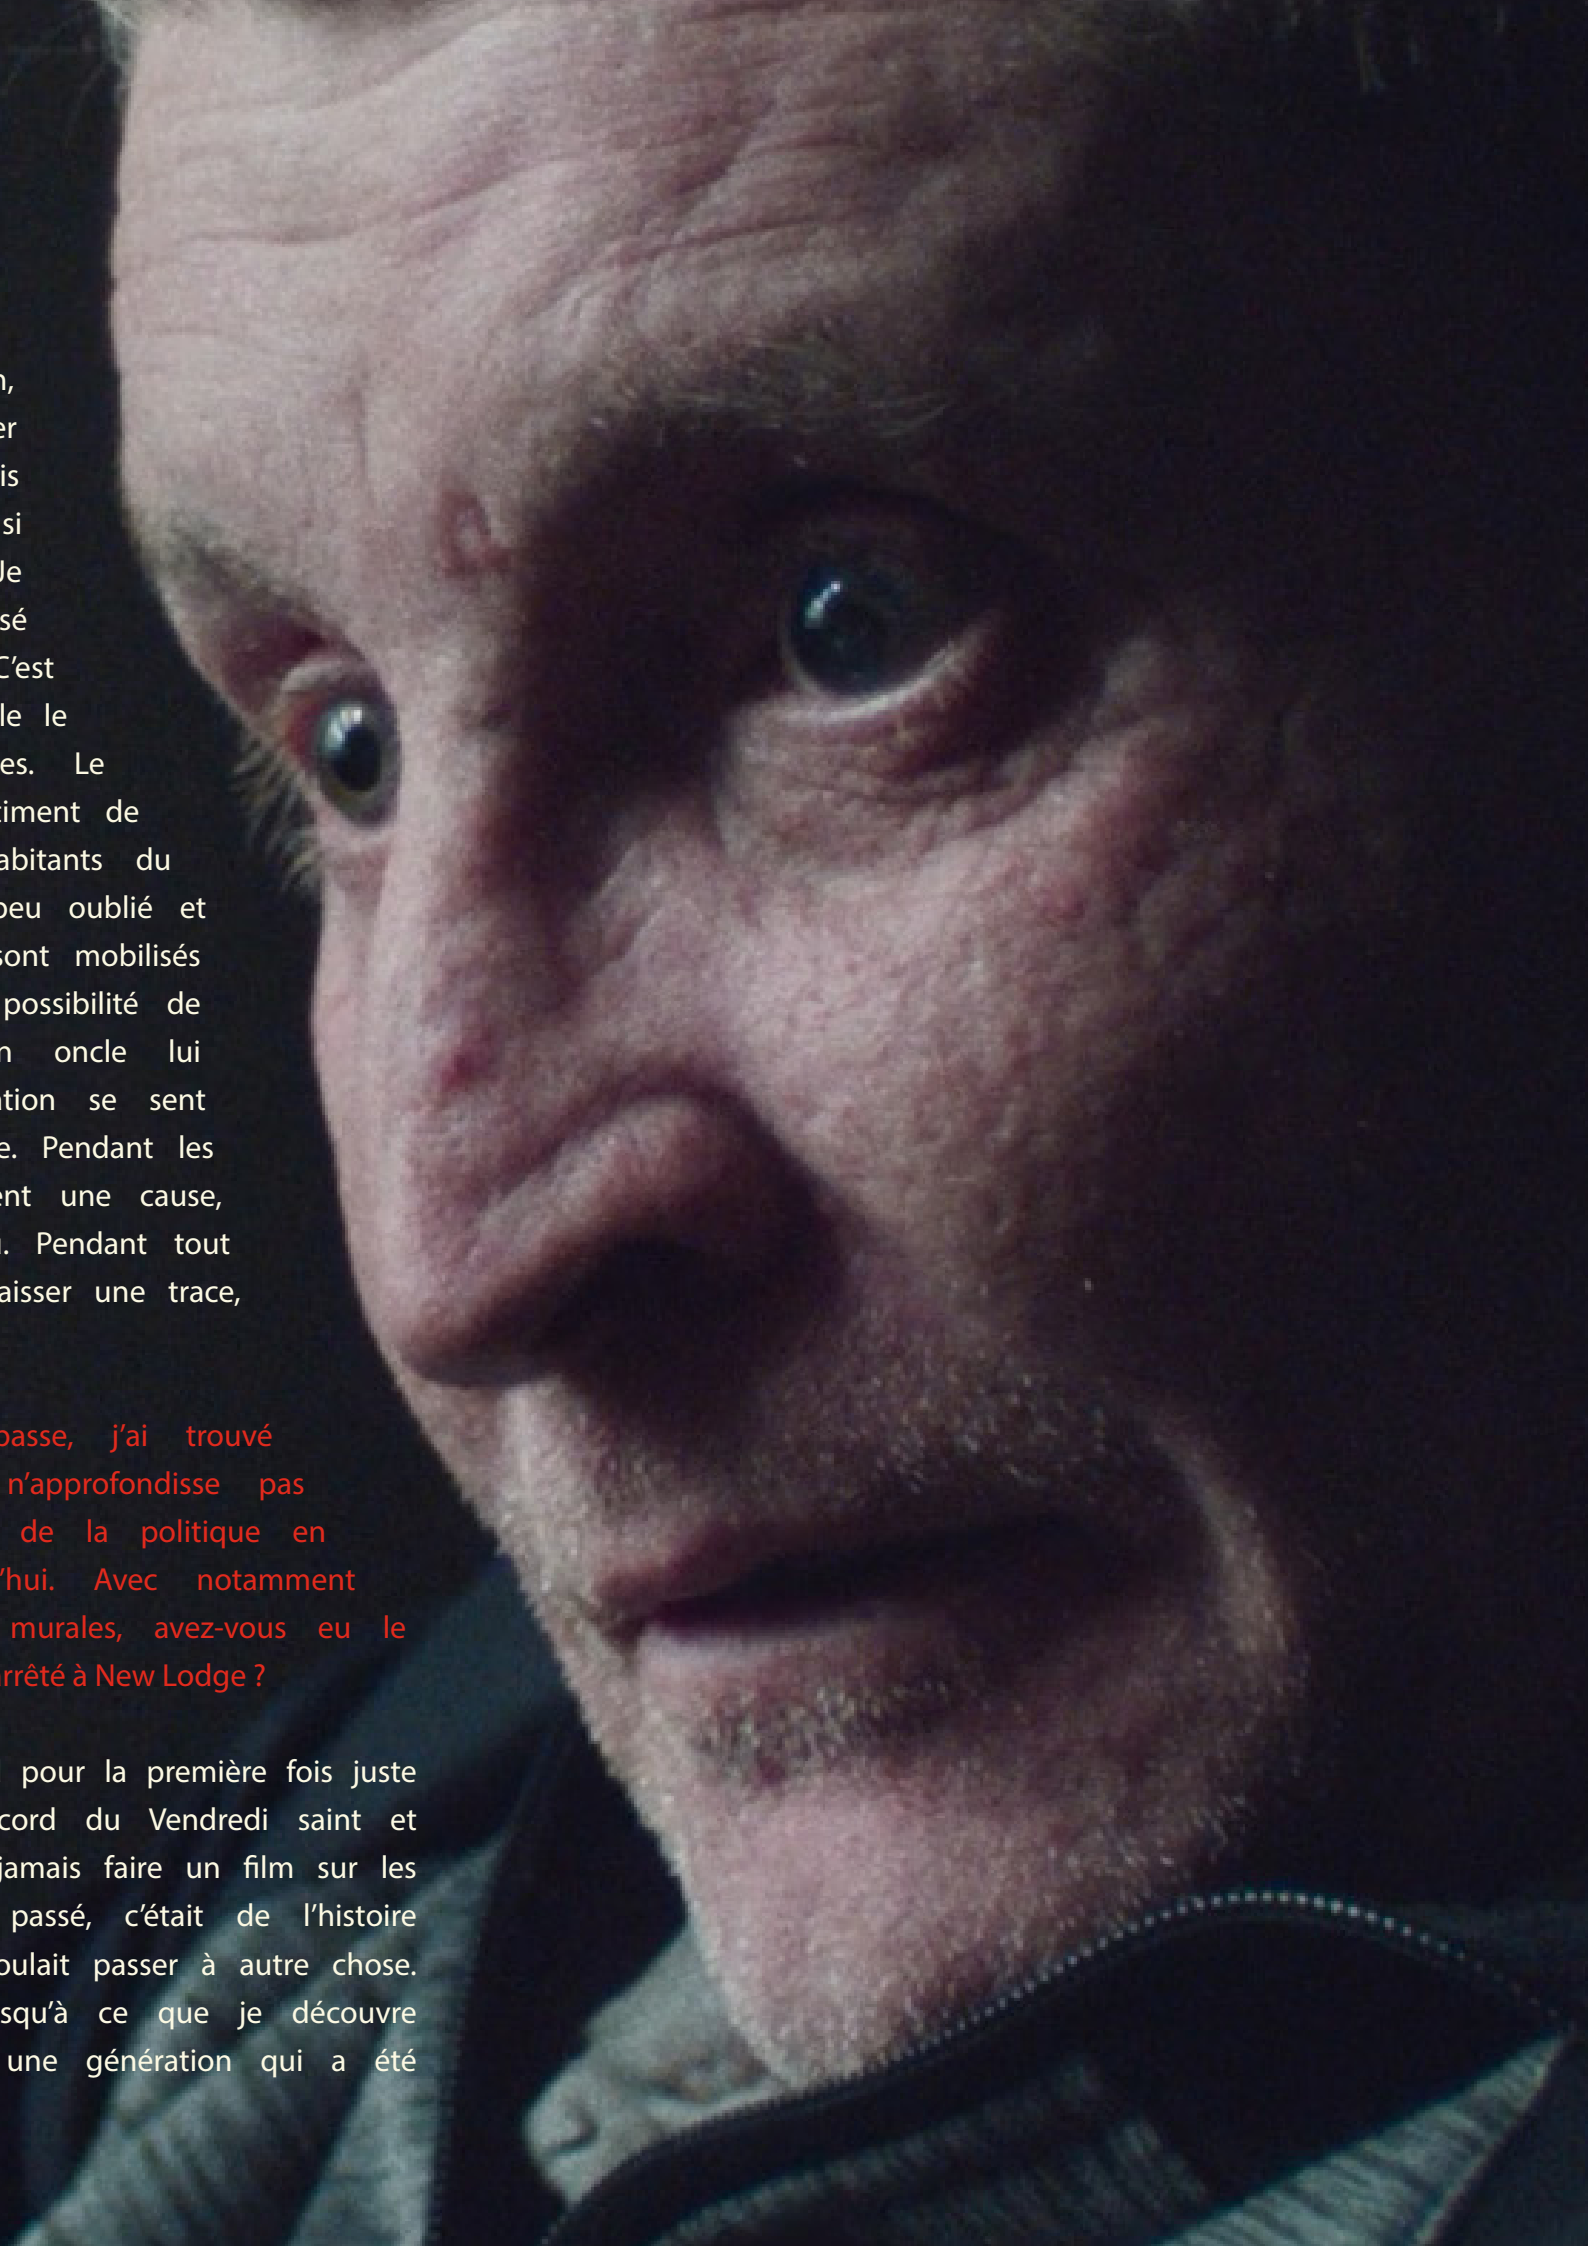 n,
er
is
si
Je
sé
C'est
le le
es. Le
timent de
abitants du
peu oublié et
sont mobilisés
possibilité de
n oncle lui
ation se sent
e. Pendant les
ent une cause,
. Pendant tout
aisser une trace,
passe, j'ai trouvé
n'approfondisse pas
de la politique en
'hui. Avec notamment
murales, avez-vous eu le
arrêté à New Lodge ?
pour la première fois juste
cord du Vendredi saint et
jamais faire un film sur les
passé, c'était de l'histoire
oulait passer à autre chose.
squ'à ce que je découvre
une génération qui a été